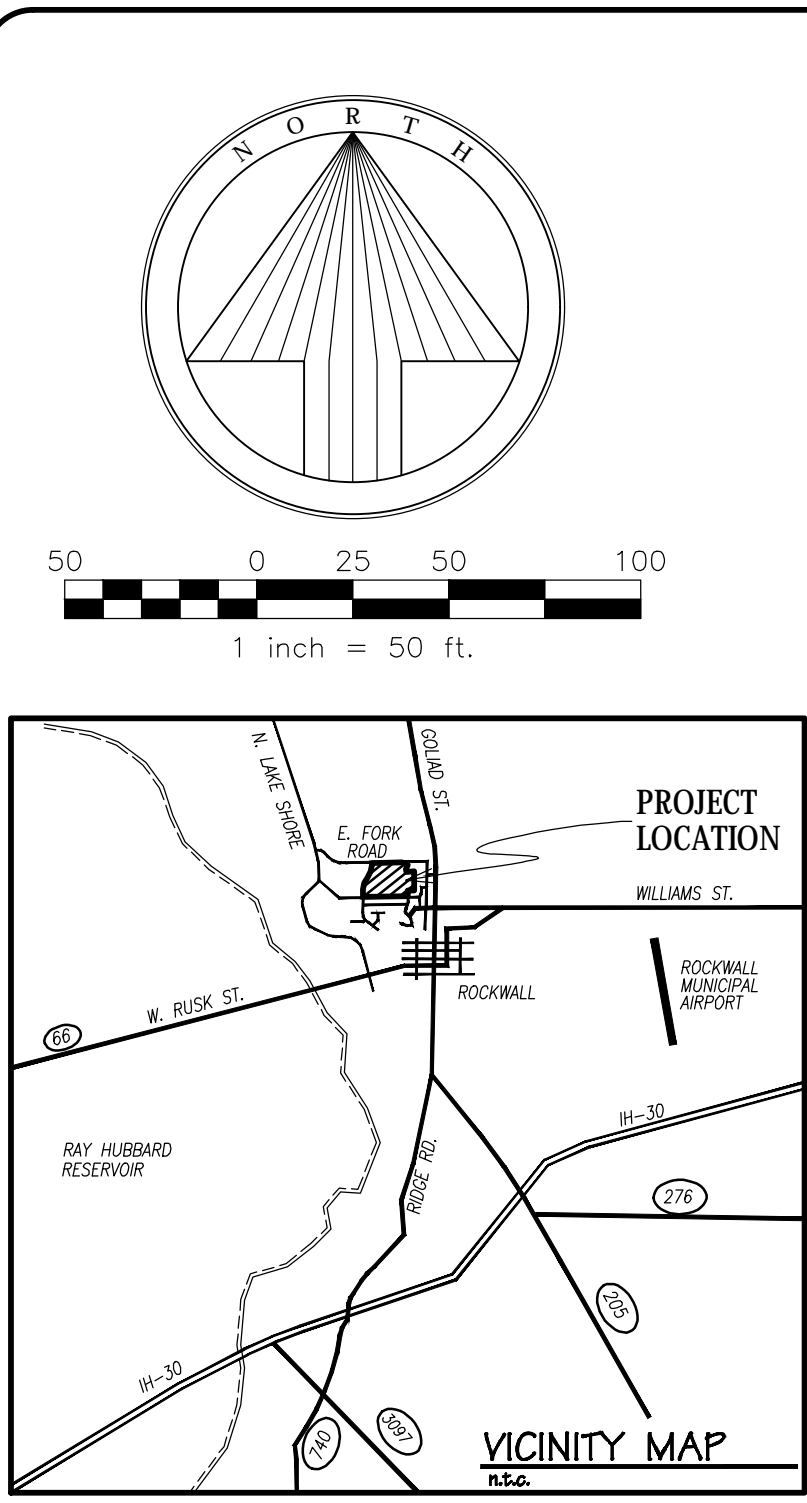 NORTH
50 0 25 50 100
1 inch = 50 ft.
N. LAKE SHORE
GOLIAD ST.
PROJECT
LOCATION
E. FORK
ROAD
WILLIAMS ST.
ROCKWALL
MUNICIPAL
AIRPORT
ROCKWALL
W. RUSK ST.
66
IH-30
RAY HUBBARD
RESERVOIR
RIDGE RD.
276
205
IH-30
740
3097
VICINITY MAP
n.t.c.